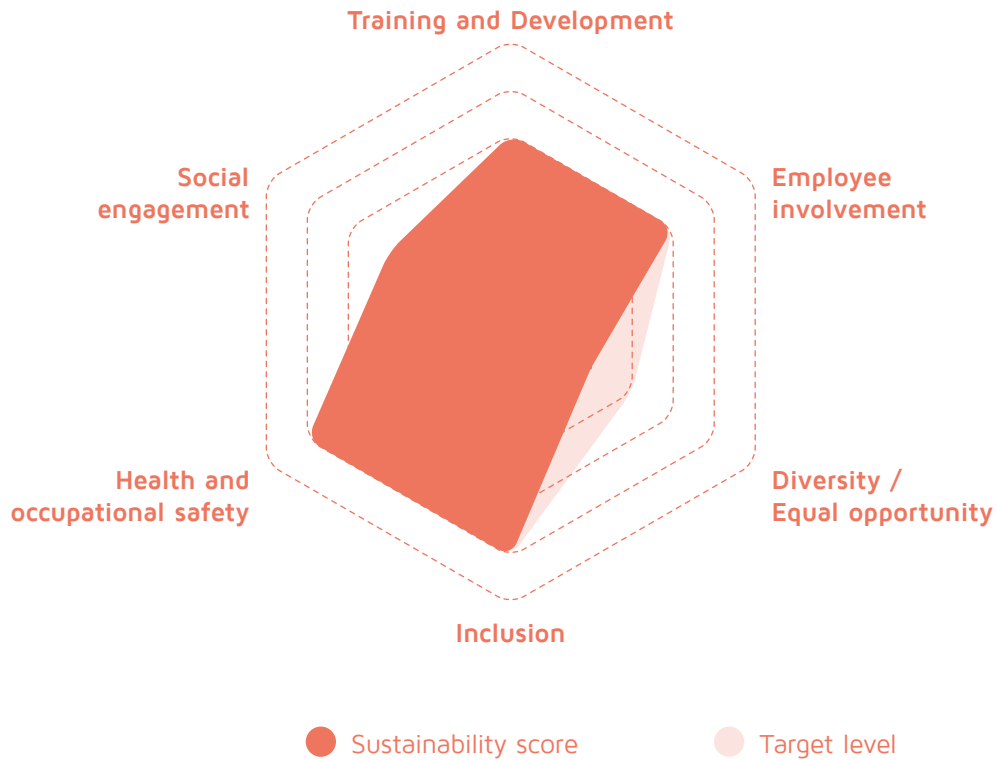 Training and Development
Social
engagement
Employee
involvement
Health and
occupational safety
Diversity /
Equal opportunity
Inclusion
Sustainability score
Target level